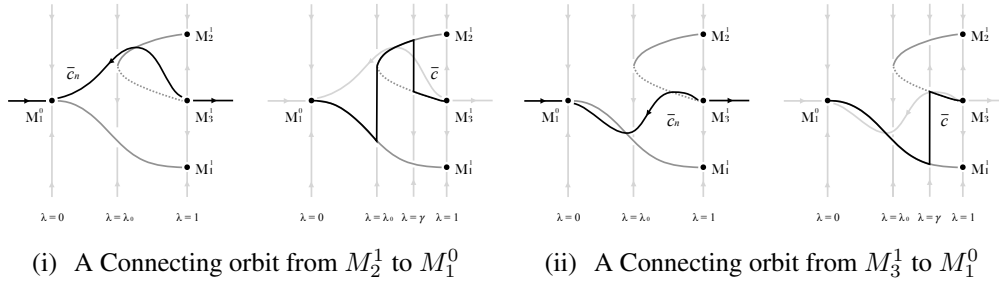 M₂¹
c̄ₙ
M₁⁰
M₃¹
M₁¹
λ = 0 λ = λ₀ λ = 1
M₂¹
c̄
M₁⁰
M₃¹
M₁¹
λ = 0 λ = λ₀ λ = γ λ = 1
M₂¹
M₁⁰
c̄ₙ
M₃¹
M₁¹
λ = 0 λ = λ₀ λ = 1
M₂¹
M₁⁰
c̄
M₃¹
M₁¹
λ = 0 λ = λ₀ λ = γ λ = 1
(i) A Connecting orbit from M₂¹ to M₁⁰
(ii) A Connecting orbit from M₃¹ to M₁⁰